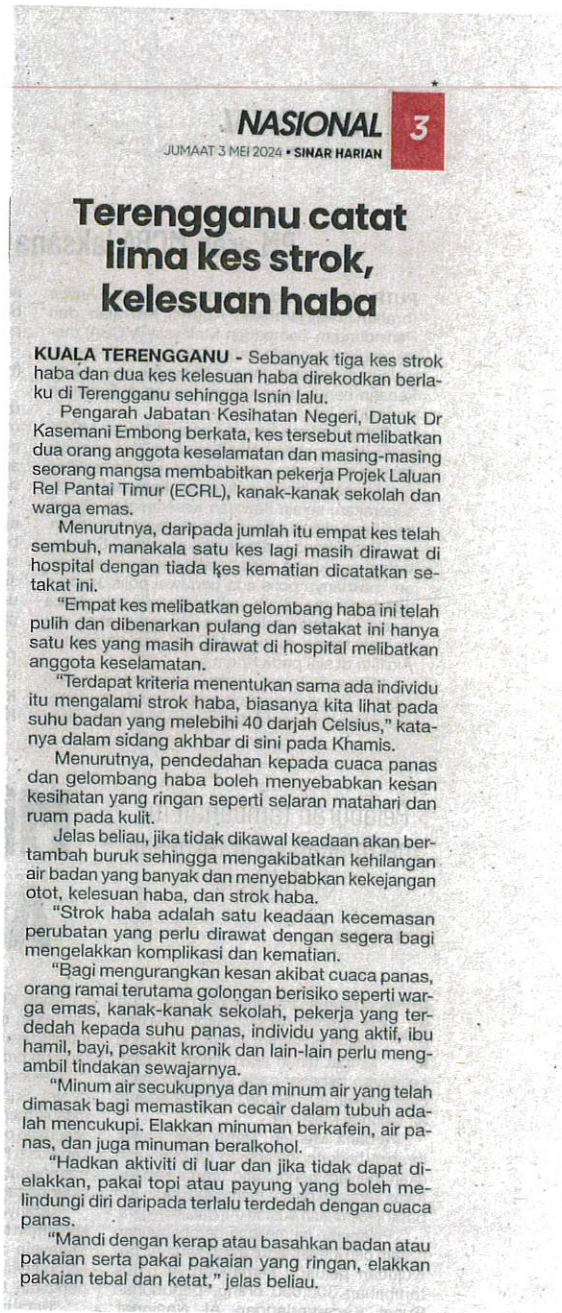 NASIONAL 3
JUMAAT 3 MEI 2024 • SINAR HARIAN
Terengganu catat
lima kes strok,
kelesuan haba
KUALA TERENGGANU - Sebanyak tiga kes strok
haba dan dua kes kelesuan haba direkodkan berla-
ku di Terengganu sehingga Isnin lalu.
Pengarah Jabatan Kesihatan Negeri, Datuk Dr
Kasemani Embong berkata, kes tersebut melibatkan
dua orang anggota keselamatan dan masing-masing
seorang mangsa membabitkan pekerja Projek Laluan
Rel Pantai Timur (ECRL), kanak-kanak sekolah dan
warga emas.
Menurutnya, daripada jumlah itu empat kes telah
sembuh, manakala satu kes lagi masih dirawat di
hospital dengan tiada kes kematian dicatatkan se-
takat ini.
“Empat kes melibatkan gelombang haba ini telah
pulih dan dibenarkan pulang dan setakat ini hanya
satu kes yang masih dirawat di hospital melibatkan
anggota keselamatan.
“Terdapat kriteria menentukan sama ada individu
itu mengalami strok haba, biasanya kita lihat pada
suhu badan yang melebihi 40 darjah Celsius,” kata-
nya dalam sidang akhbar di sini pada Khamis.
Menurutnya, pendedahan kepada cuaca panas
dan gelombang haba boleh menyebabkan kesan
kesihatan yang ringan seperti selaran matahari dan
ruam pada kulit.
Jelas beliau, jika tidak dikawal keadaan akan ber-
tambah buruk sehingga mengakibatkan kehilangan
air badan yang banyak dan menyebabkan kekejangan
otot, kelesuan haba, dan strok haba.
“Strok haba adalah satu keadaan kecemasan
perubatan yang perlu dirawat dengan segera bagi
mengelakkan komplikasi dan kematian.
“Bagi mengurangkan kesan akibat cuaca panas,
orang ramai terutama golongan berisiko seperti war-
ga emas, kanak-kanak sekolah, pekerja yang ter-
dedah kepada suhu panas, individu yang aktif, ibu
hamil, bayi, pesakit kronik dan lain-lain perlu meng-
ambil tindakan sewajarnya.
“Minum air secukupnya dan minum air yang telah
dimasak bagi memastikan cecair dalam tubuh ada-
lah mencukupi. Elakkan minuman berkafein, air pa-
nas, dan juga minuman beralkohol.
“Hadkan aktiviti di luar dan jika tidak dapat di-
elakkan, pakai topi atau payung yang boleh me-
lindungi diri daripada terlalu terdedah dengan cuaca
panas.
“Mandi dengan kerap atau basahkan badan atau
pakaian serta pakai pakaian yang ringan, elakkan
pakaian tebal dan ketat,” jelas beliau.